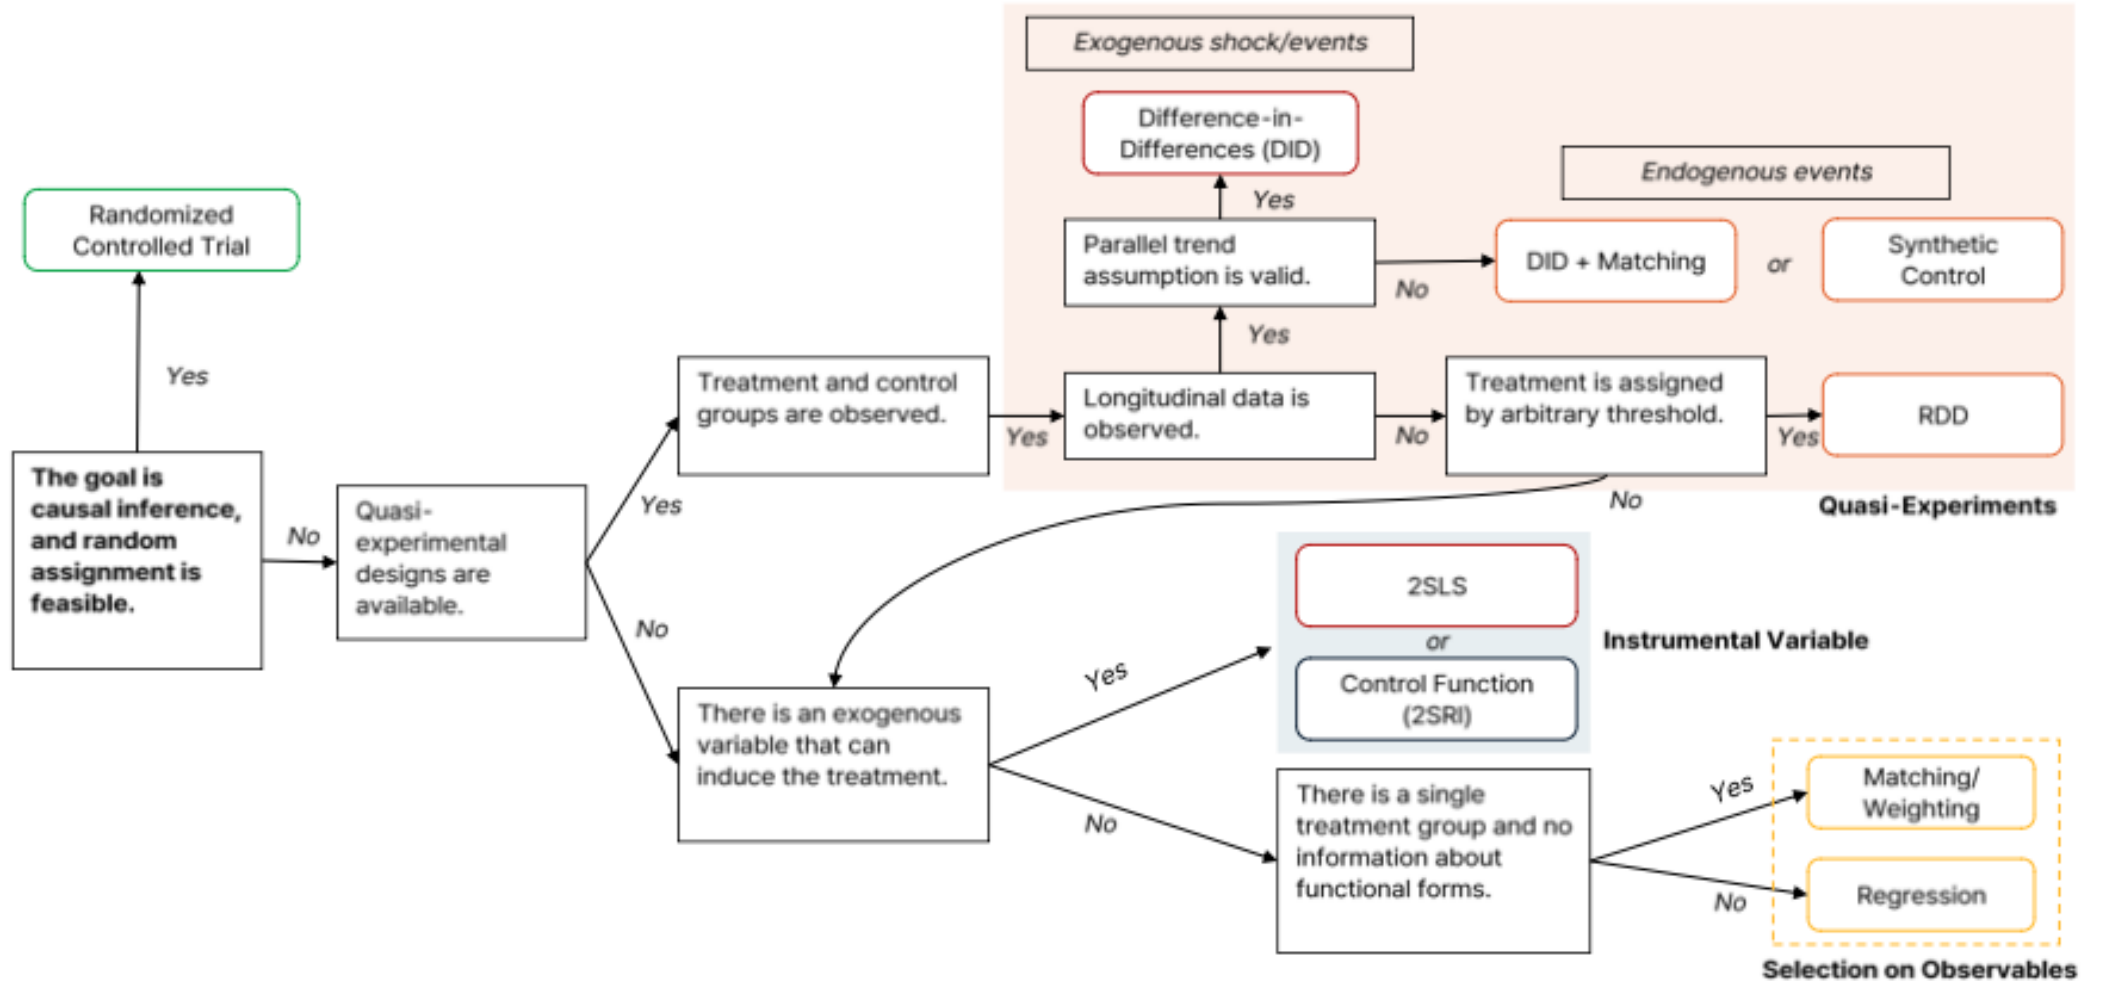 Exogenous shock/events
Difference-in-
Differences (DID)
Endogenous events
Yes
Randomized
Controlled Trial
Parallel trend
assumption is valid.
No
DID + Matching
or
Synthetic
Control
Yes
Yes
Treatment and control
groups are observed.
Yes
Longitudinal data is
observed.
No
Treatment is assigned
by arbitrary threshold.
Yes
RDD
The goal is
causal inference,
and random
assignment is
feasible.
No
Quasi-
experimental
designs are
available.
Yes
No
Quasi-Experiments
No
2SLS
or
Control Function
(2SRI)
Instrumental Variable
There is an exogenous
variable that can
induce the treatment.
Yes
No
There is a single
treatment group and no
information about
functional forms.
Yes
Matching/
Weighting
No
Regression
Selection on Observables